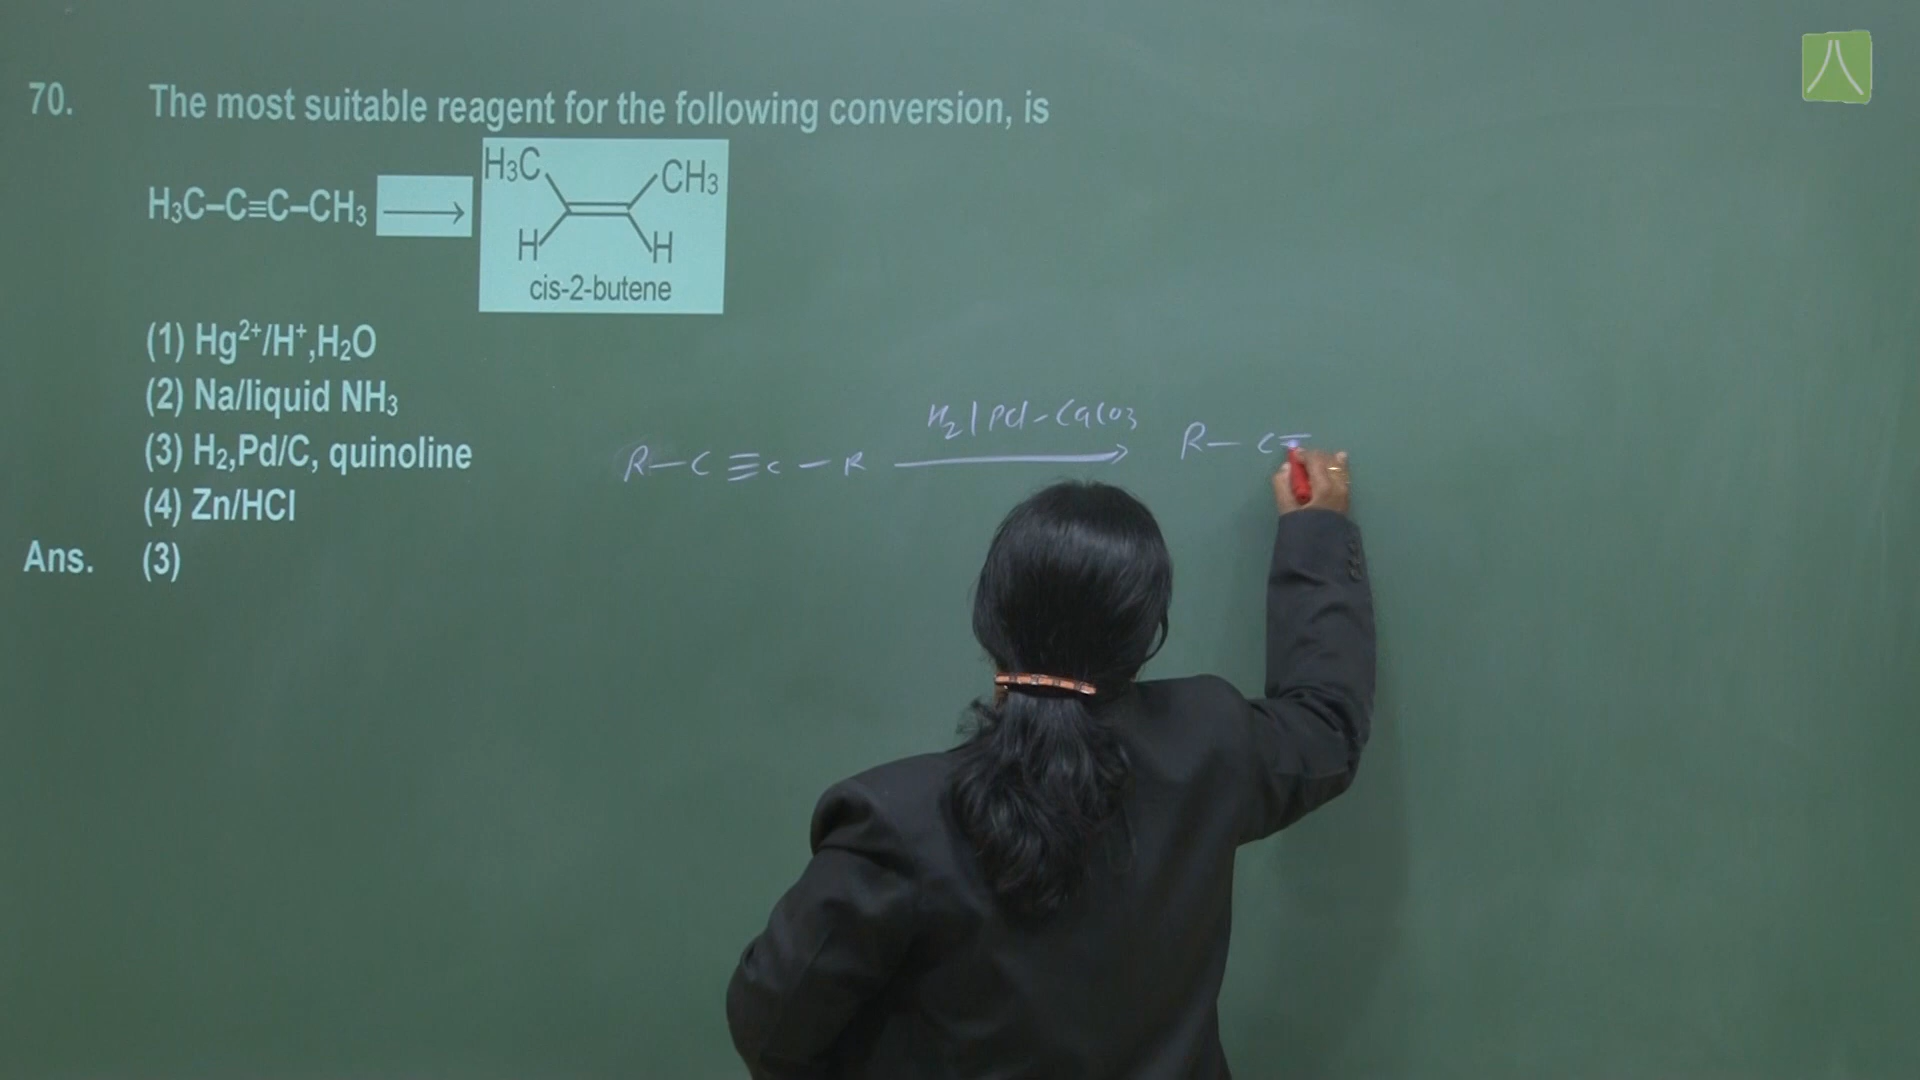 70. The most suitable reagent for the following conversion, is
H₃C–C≡C–CH₃ ⟶
H₃C CH₃
H H
cis-2-butene
(1) Hg²⁺/H⁺,H₂O
(2) Na/liquid NH₃
(3) H₂,Pd/C, quinoline
(4) Zn/HCl
Ans. (3)
H₂/Pd-CaCO₃
R–C≡C–R ⟶ R–C=